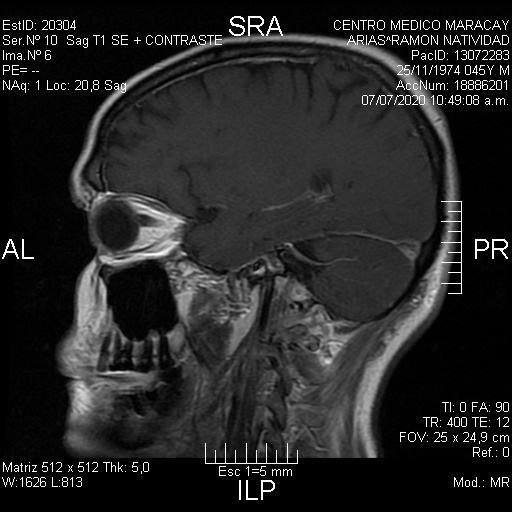 EstID: 20304
Ser.Nº 10 Sag T1 SE + CONTRASTE
Ima.Nº 6
PE= --
NAq: 1 Loc: 20,8 Sag
SRA
CENTRO MEDICO MARACAY
ARIAS^RAMON NATIVIDAD
PacID: 13072283
25/11/1974 045Y M
AccNum: 18886201
07/07/2020 10:49:08 a.m.
AL
PR
TI: 0 FA: 90
TR: 400 TE: 12
FOV: 25 x 24,9 cm
Ref.: 0
Mod.: MR
Matriz 512 x 512 Thk: 5,0
W:1626 L:813
Esc 1=5 mm
ILP